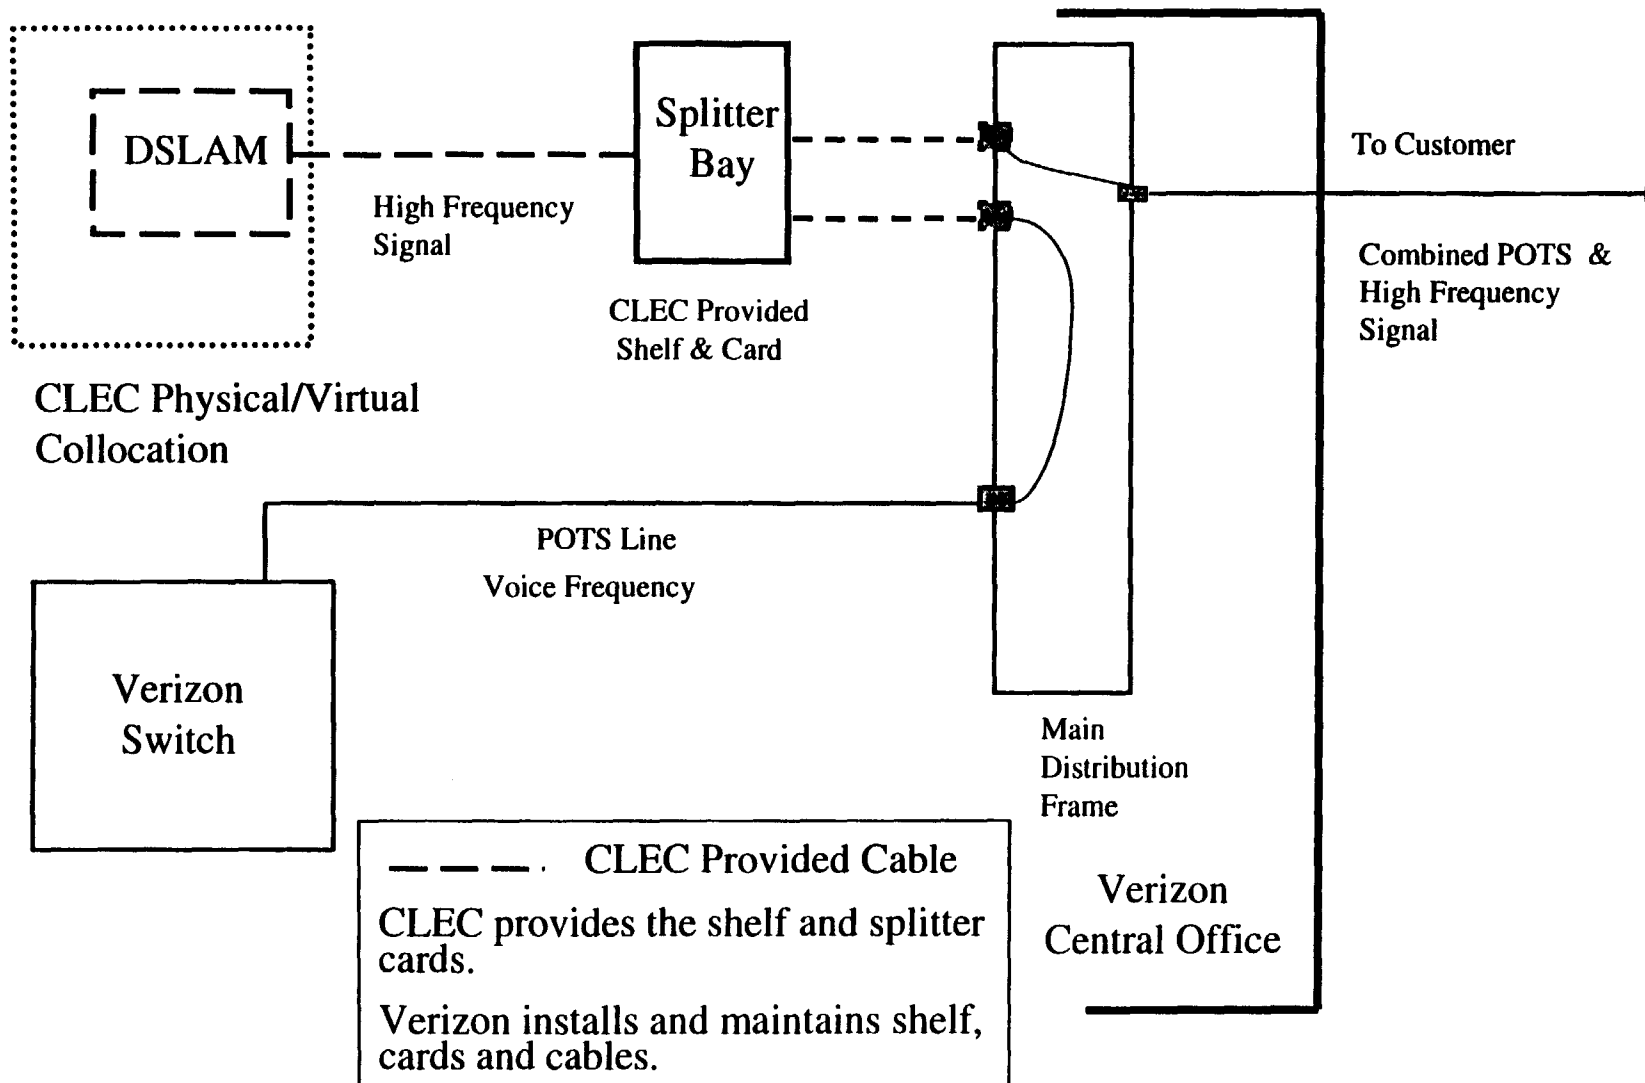 DSLAM
High Frequency
Signal
Splitter
Bay
CLEC Provided
Shelf & Card
To Customer
Combined POTS &
High Frequency
Signal
CLEC Physical/Virtual
Collocation
POTS Line
Voice Frequency
Verizon
Switch
Main
Distribution
Frame
Verizon
Central Office
CLEC Provided Cable
CLEC provides the shelf and splitter
cards.
Verizon installs and maintains shelf,
cards and cables.